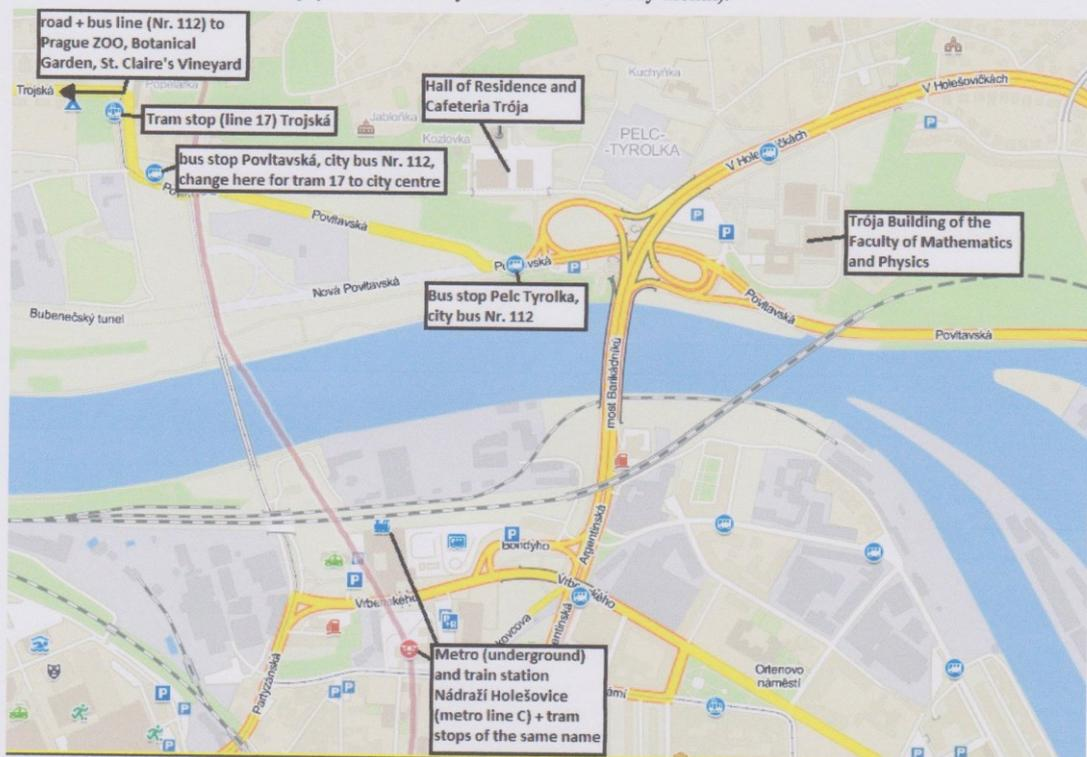 road + bus line (Nr. 112) to
Prague ZOO, Botanical
Garden, St. Claire's Vineyard
Trojská
Tram stop (line 17) Trojská
bus stop Povltavská, city bus Nr. 112,
change here for tram 17 to city centre
Hall of Residence and
Cafeteria Trója
Kuchyňka
Jabloňka
Kozlovka
PELC-
-TYROLKA
V Holešovičkách
Trója Building of the
Faculty of Mathematics
and Physics
Povltavská
Bus stop Pelc Tyrolka,
city bus Nr. 112
Nová Povltavská
Bubenečský tunel
Povltavská
Povltavská
most Barikádníků
Argentinská
Bondyho
Vrbenského
Vrbenského
Partyzánská
Metro (underground)
and train station
Nádraží Holešovice
(metro line C) + tram
stops of the same name
Ortenovo
náměstí